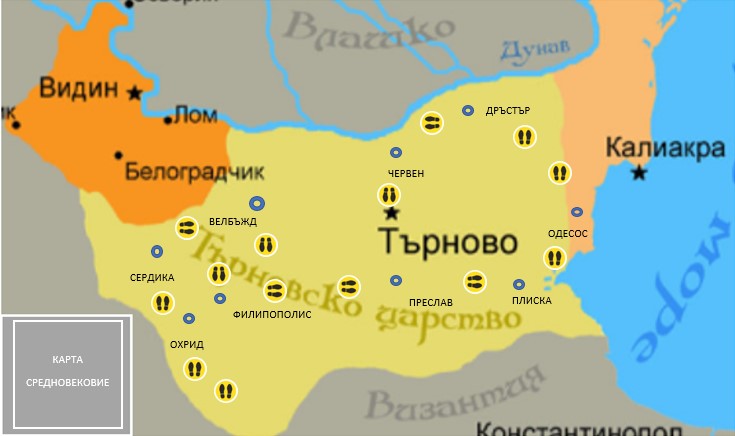 Влашко
Дунав
Видин
Лом
ДРЪСТЪР
Калиакра
Белоградчик
ЧЕРВЕН
ВЕЛБЪЖД
Търново
ОДЕСОС
море
Търновско царство
СЕРДИКА
ФИЛИПОПОЛИС
ПРЕСЛАВ
ПЛИСКА
ОХРИД
КАРТА
СРЕДНОВЕКОВИЕ
Византия
Константинопол